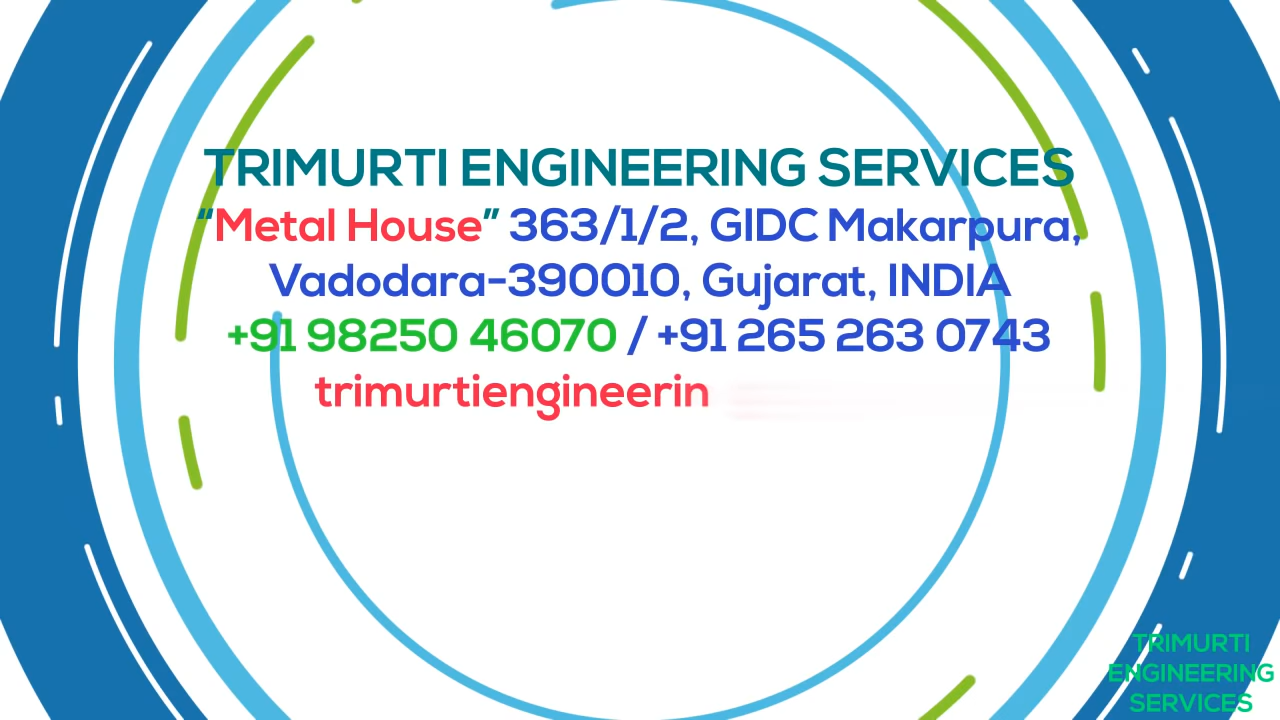 TRIMURTI ENGINEERING SERVICES
“Metal House” 363/1/2, GIDC Makarpura,
Vadodara-390010, Gujarat, INDIA
+91 98250 46070 / +91 265 263 0743
trimurtiengineerin
TRIMURTI
ENGINEERING
SERVICES